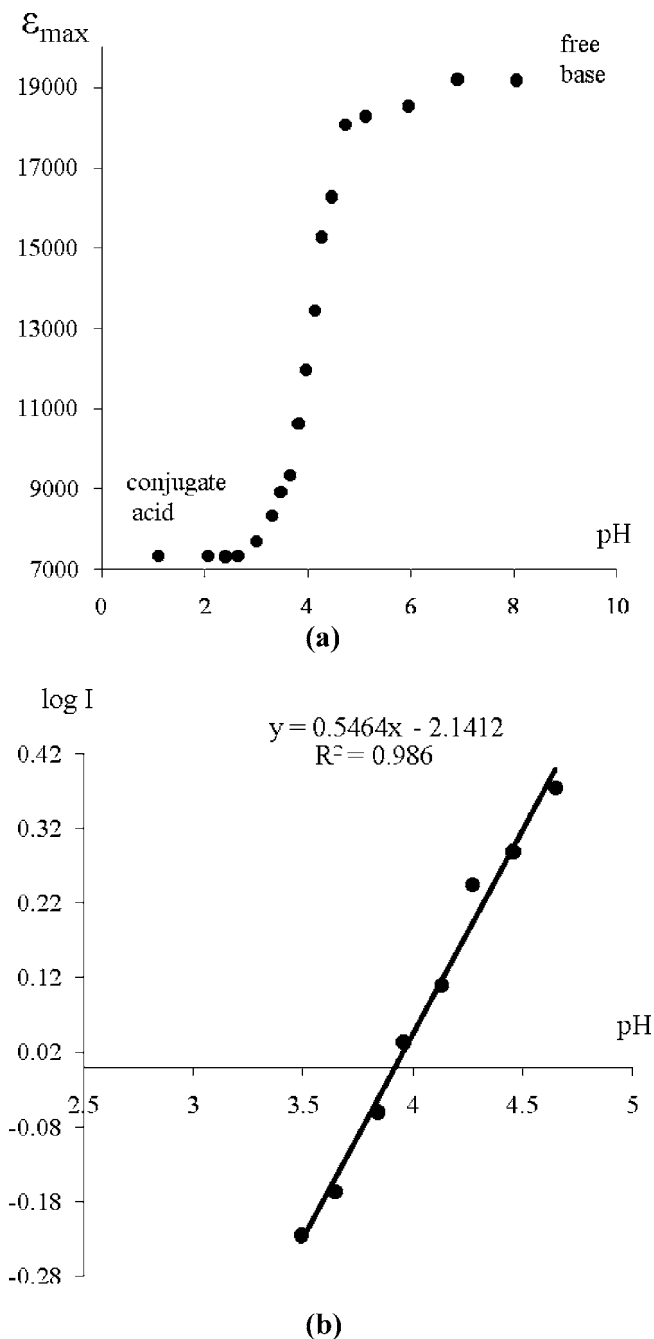 εmax
free
base
19000
17000
15000
13000
11000
9000
7000
conjugate
acid
pH
0 2 4 6 8 10
(a)
log I
y = 0.5464x - 2.1412
R² = 0.986
0.42
0.32
0.22
0.12
0.02
-0.08
-0.18
-0.28
pH
2.5 3 3.5 4 4.5 5
(b)